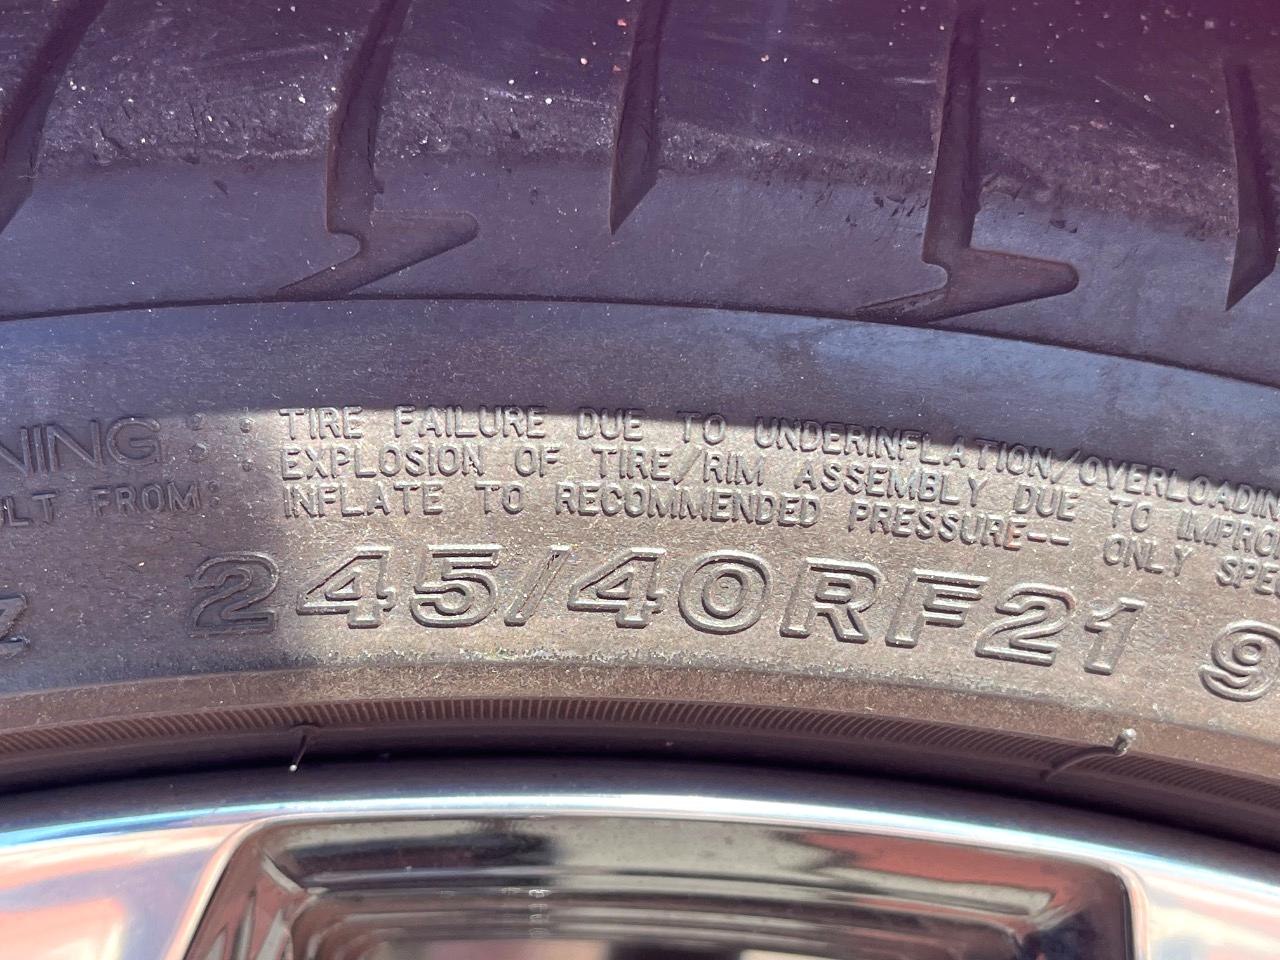 NING : : TIRE FAILURE DUE TO UNDERINFLATION/OVERLOADIN
EXPLOSION OF TIRE/RIM ASSEMBLY DUE TO IMPRO
LT FROM: INFLATE TO RECOMMENDED PRESSURE-- ONLY SPE
Z 245/40RF21 9